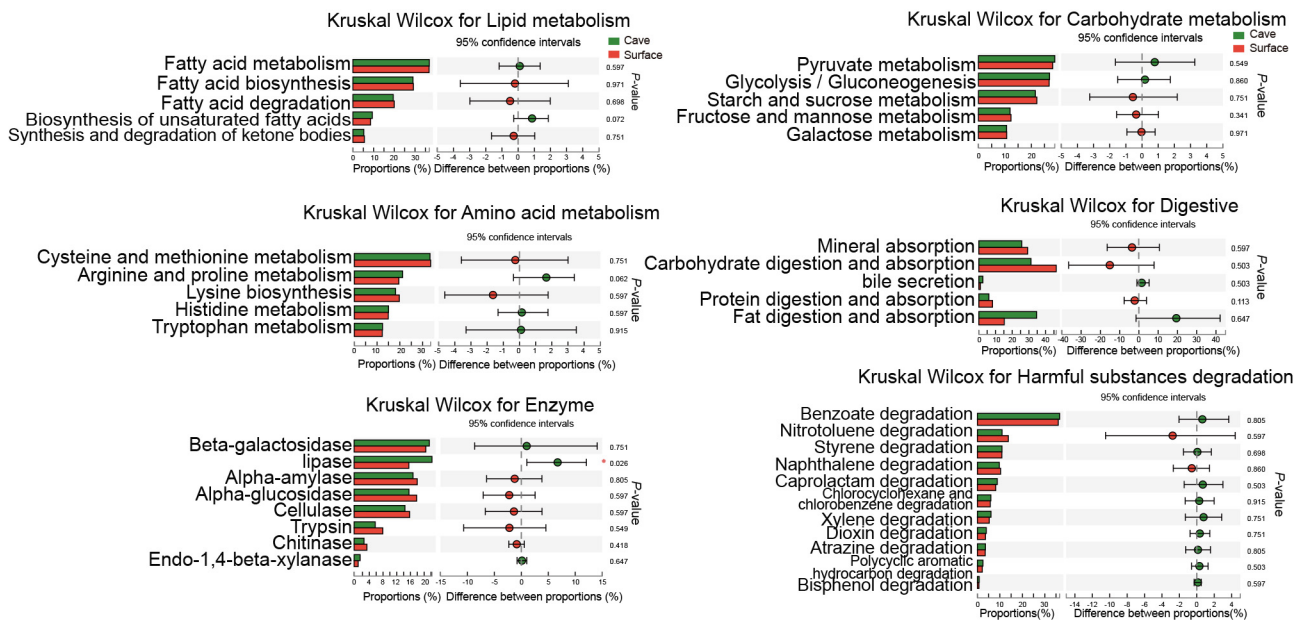 Kruskal Wilcox for Lipid metabolism
95% confidence intervals
Cave
Surface
Fatty acid metabolism
Fatty acid biosynthesis
Fatty acid degradation
Biosynthesis of unsaturated fatty acids
Synthesis and degradation of ketone bodies
0.597
0.971
0.698
0.072
0.751
P-value
0 10 20 30
-5 -4 -3 -2 -1 0 1 2 3 4 5
Proportions (%)
Difference between proportions (%)
Kruskal Wilcox for Carbohydrate metabolism
95% confidence intervals
Cave
Surface
Pyruvate metabolism
Glycolysis / Gluconeogenesis
Starch and sucrose metabolism
Fructose and mannose metabolism
Galactose metabolism
0.549
0.860
0.751
0.341
0.971
P-value
0 10 20 30
-5 -4 -3 -2 -1 0 1 2 3 4 5
Proportions(%)
Difference between proportions(%)
Kruskal Wilcox for Amino acid metabolism
95% confidence intervals
Cysteine and methionine metabolism
Arginine and proline metabolism
Lysine biosynthesis
Histidine metabolism
Tryptophan metabolism
0.751
0.062
0.597
0.597
0.915
P-value
0 10 20 30
-5 -4 -3 -2 -1 0 1 2 3 4 5
Proportions (%)
Difference between proportions (%)
Kruskal Wilcox for Digestive
95% confidence intervals
Mineral absorption
Carbohydrate digestion and absorption
bile secretion
Protein digestion and absorption
Fat digestion and absorption
0.597
0.503
0.503
0.113
0.647
P-value
0 10 20 30 40
-40 -30 -20 -10 0 10 20 30 40
Proportions(%)
Difference between proportions(%)
Kruskal Wilcox for Enzyme
95% confidence intervals
Beta-galactosidase
lipase
Alpha-amylase
Alpha-glucosidase
Cellulase
Trypsin
Chitinase
Endo-1,4-beta-xylanase
0.751
* 0.026
0.805
0.597
0.597
0.549
0.418
0.647
P-value
0 4 8 12 16 20
-15 -10 -5 0 5 10 15
Proportions (%)
Difference between proportions (%)
Kruskal Wilcox for Harmful substances degradation
95% confidence intervals
Benzoate degradation
Nitrotoluene degradation
Styrene degradation
Naphthalene degradation
Caprolactam degradation
Chlorocyclohexane and
chlorobenzene degradation
Xylene degradation
Dioxin degradation
Atrazine degradation
Polycyclic aromatic
hydrocarbon degradation
Bisphenol degradation
0.805
0.597
0.698
0.860
0.503
0.915
0.751
0.751
0.805
0.503
0.597
P-value
0 10 20 30
-14 -12 -10 -8 -6 -4 -2 0 2 4
Proportions(%)
Difference between proportions(%)